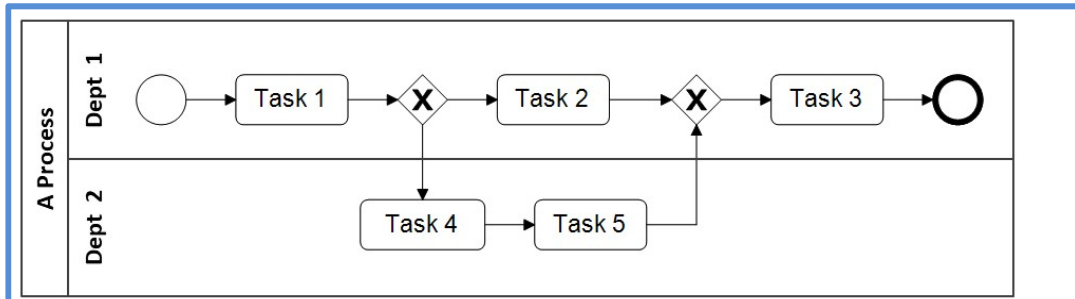 A Process
Dept 1
Task 1
X
Task 2
X
Task 3
Dept 2
Task 4
Task 5